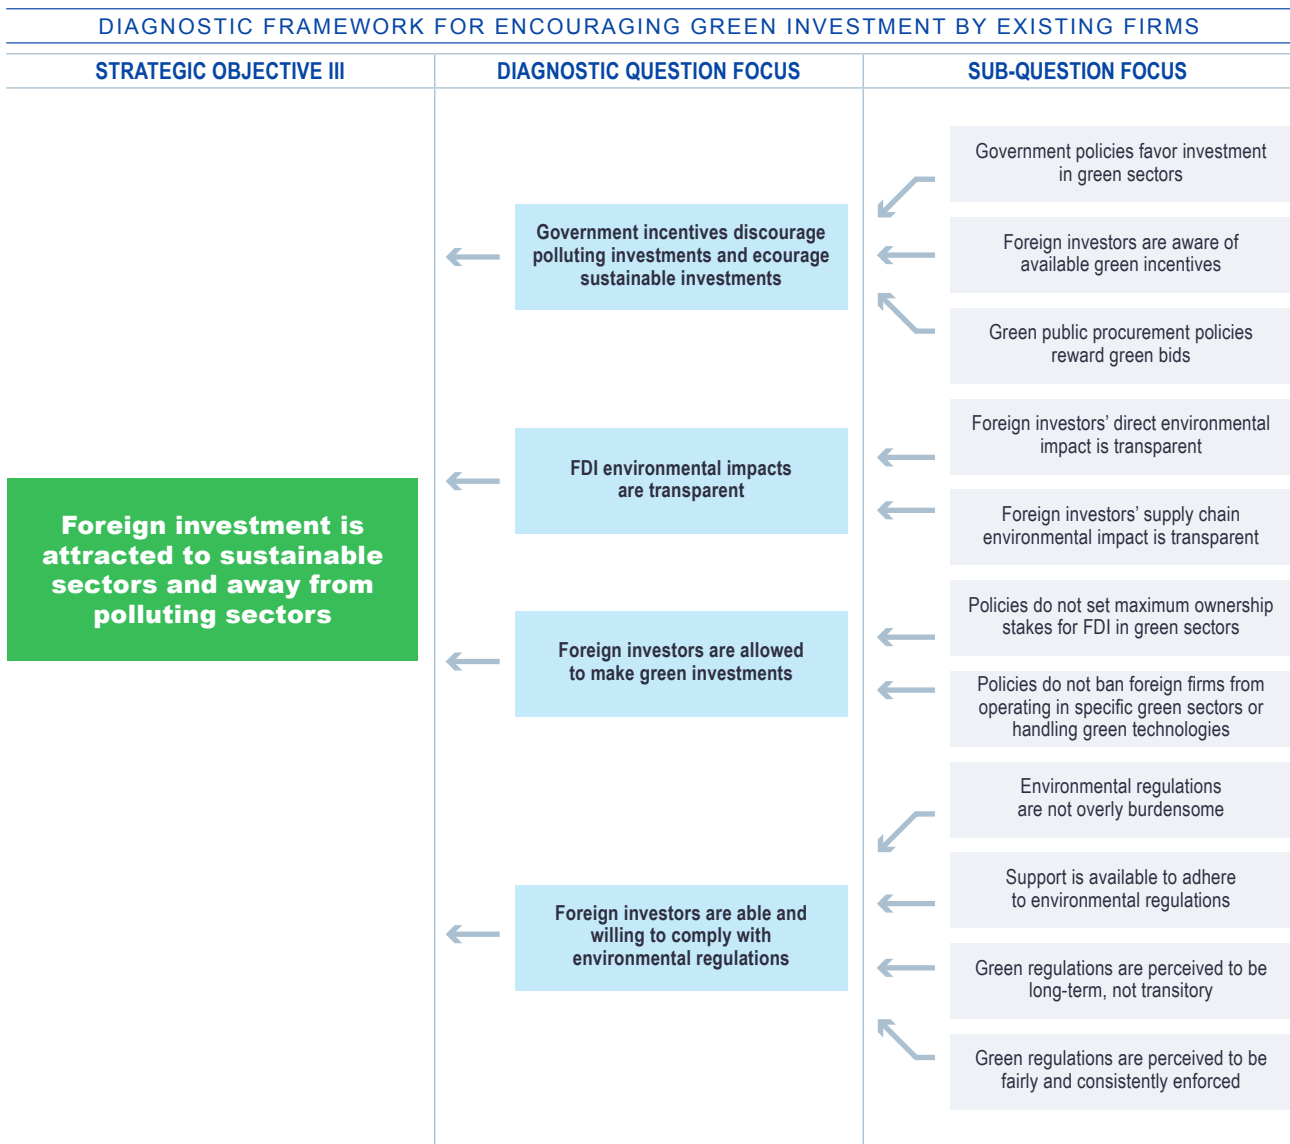 DIAGNOSTIC FRAMEWORK FOR ENCOURAGING GREEN INVESTMENT BY EXISTING FIRMS
STRATEGIC OBJECTIVE III
DIAGNOSTIC QUESTION FOCUS
SUB-QUESTION FOCUS
Foreign investment is
attracted to sustainable
sectors and away from
polluting sectors
Government incentives discourage
polluting investments and ecourage
sustainable investments
Government policies favor investment
in green sectors
Foreign investors are aware of
available green incentives
Green public procurement policies
reward green bids
FDI environmental impacts
are transparent
Foreign investors’ direct environmental
impact is transparent
Foreign investors’ supply chain
environmental impact is transparent
Foreign investors are allowed
to make green investments
Policies do not set maximum ownership
stakes for FDI in green sectors
Policies do not ban foreign firms from
operating in specific green sectors or
handling green technologies
Foreign investors are able and
willing to comply with
environmental regulations
Environmental regulations
are not overly burdensome
Support is available to adhere
to environmental regulations
Green regulations are perceived to be
long-term, not transitory
Green regulations are perceived to be
fairly and consistently enforced